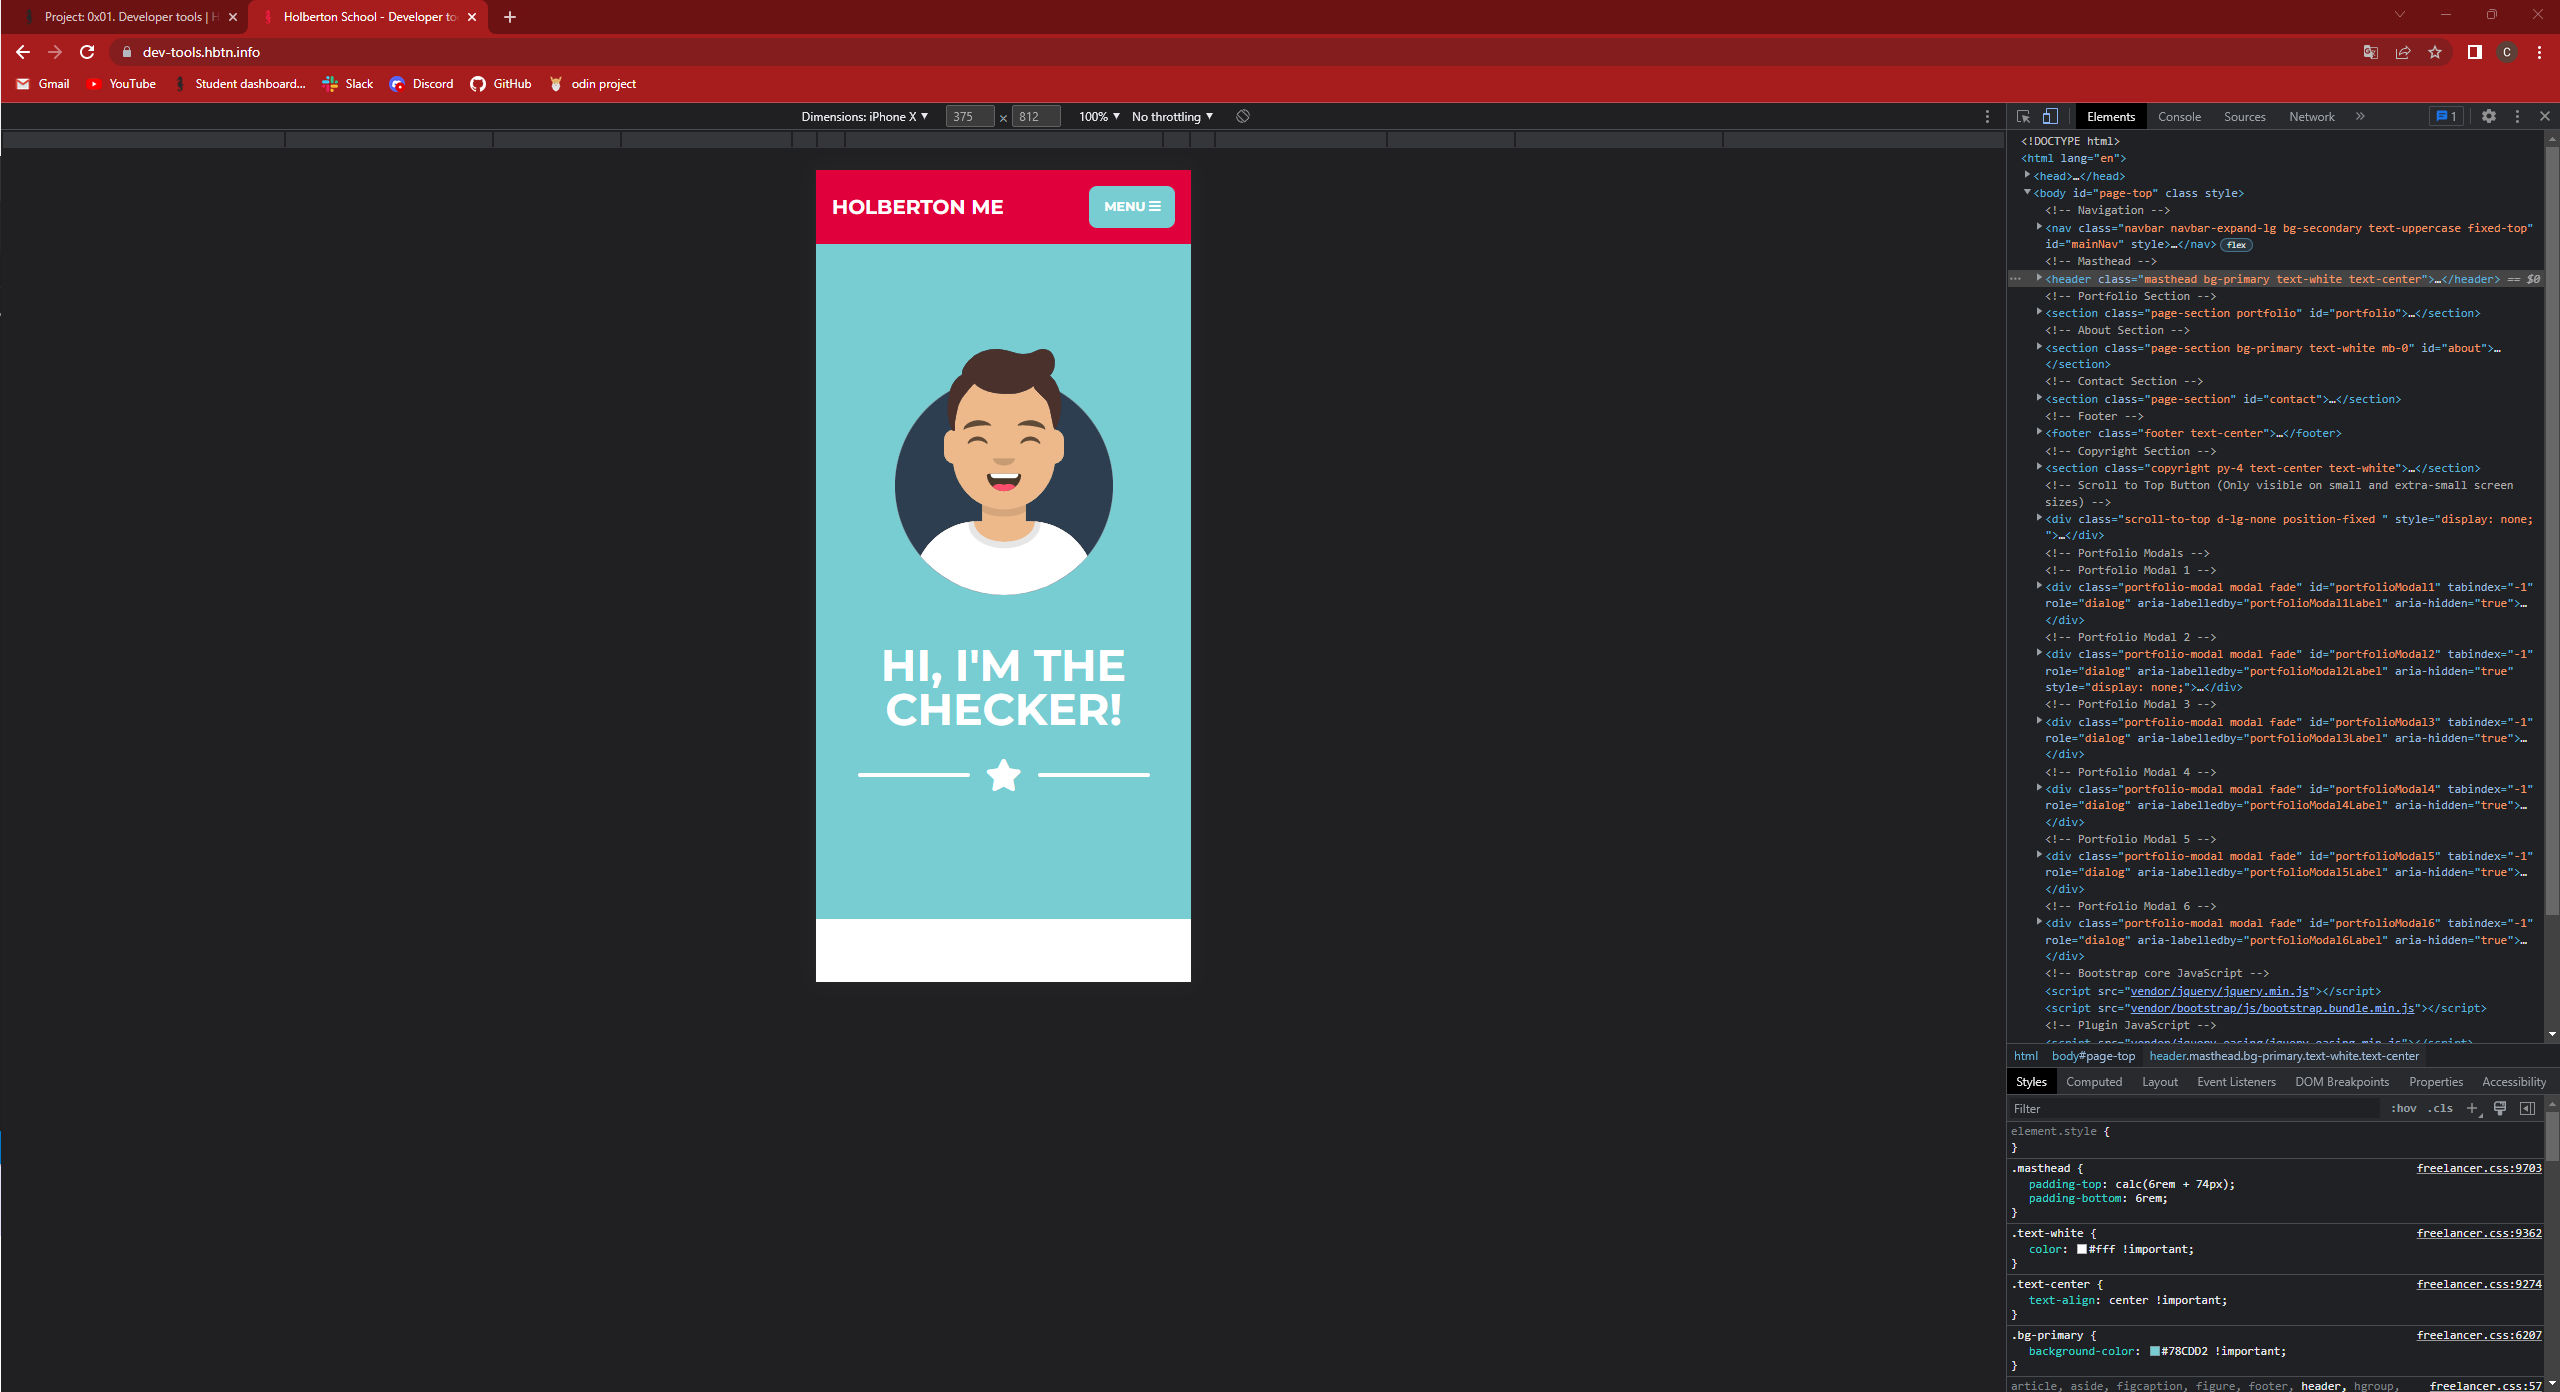 Project: 0x01. Developer tools | H
Holberton School - Developer to
dev-tools.hbtn.info
C
Gmail
YouTube
Student dashboard...
Slack
Discord
GitHub
odin project
Dimensions: iPhone X
375
×
812
100%
No throttling
HOLBERTON ME
MENU
HI, I'M THE
CHECKER!
Elements
Console
Sources
Network
1
<!DOCTYPE html>
<html lang="en">
<head>…</head>
<body id="page-top" class style>
<!-- Navigation -->
<nav class="navbar navbar-expand-lg bg-secondary text-uppercase fixed-top"
id="mainNav" style>…</nav> flex
<!-- Masthead -->
<header class="masthead bg-primary text-white text-center">…</header> == $0
<!-- Portfolio Section -->
<section class="page-section portfolio" id="portfolio">…</section>
<!-- About Section -->
<section class="page-section bg-primary text-white mb-0" id="about">…
</section>
<!-- Contact Section -->
<section class="page-section" id="contact">…</section>
<!-- Footer -->
<footer class="footer text-center">…</footer>
<!-- Copyright Section -->
<section class="copyright py-4 text-center text-white">…</section>
<!-- Scroll to Top Button (Only visible on small and extra-small screen
sizes) -->
<div class="scroll-to-top d-lg-none position-fixed " style="display: none;
">…</div>
<!-- Portfolio Modals -->
<!-- Portfolio Modal 1 -->
<div class="portfolio-modal modal fade" id="portfolioModal1" tabindex="-1"
role="dialog" aria-labelledby="portfolioModal1Label" aria-hidden="true">…
</div>
<!-- Portfolio Modal 2 -->
<div class="portfolio-modal modal fade" id="portfolioModal2" tabindex="-1"
role="dialog" aria-labelledby="portfolioModal2Label" aria-hidden="true"
style="display: none;">…</div>
<!-- Portfolio Modal 3 -->
<div class="portfolio-modal modal fade" id="portfolioModal3" tabindex="-1"
role="dialog" aria-labelledby="portfolioModal3Label" aria-hidden="true">…
</div>
<!-- Portfolio Modal 4 -->
<div class="portfolio-modal modal fade" id="portfolioModal4" tabindex="-1"
role="dialog" aria-labelledby="portfolioModal4Label" aria-hidden="true">…
</div>
<!-- Portfolio Modal 5 -->
<div class="portfolio-modal modal fade" id="portfolioModal5" tabindex="-1"
role="dialog" aria-labelledby="portfolioModal5Label" aria-hidden="true">…
</div>
<!-- Portfolio Modal 6 -->
<div class="portfolio-modal modal fade" id="portfolioModal6" tabindex="-1"
role="dialog" aria-labelledby="portfolioModal6Label" aria-hidden="true">…
</div>
<!-- Bootstrap core JavaScript -->
<script src="vendor/jquery/jquery.min.js"></script>
<script src="vendor/bootstrap/js/bootstrap.bundle.min.js"></script>
<!-- Plugin JavaScript -->
<script src="vendor/jquery-easing/jquery.easing.min.js"></script>
html
body#page-top
header.masthead.bg-primary.text-white.text-center
Styles
Computed
Layout
Event Listeners
DOM Breakpoints
Properties
Accessibility
Filter
:hov
.cls
element.style {
}
.masthead {
freelancer.css:9703
padding-top: calc(6rem + 74px);
padding-bottom: 6rem;
}
.text-white {
freelancer.css:9362
color: #fff !important;
}
.text-center {
freelancer.css:9274
text-align: center !important;
}
.bg-primary {
freelancer.css:6207
background-color: #78CDD2 !important;
}
article, aside, figcaption, figure, footer, header, hgroup,
freelancer.css:57